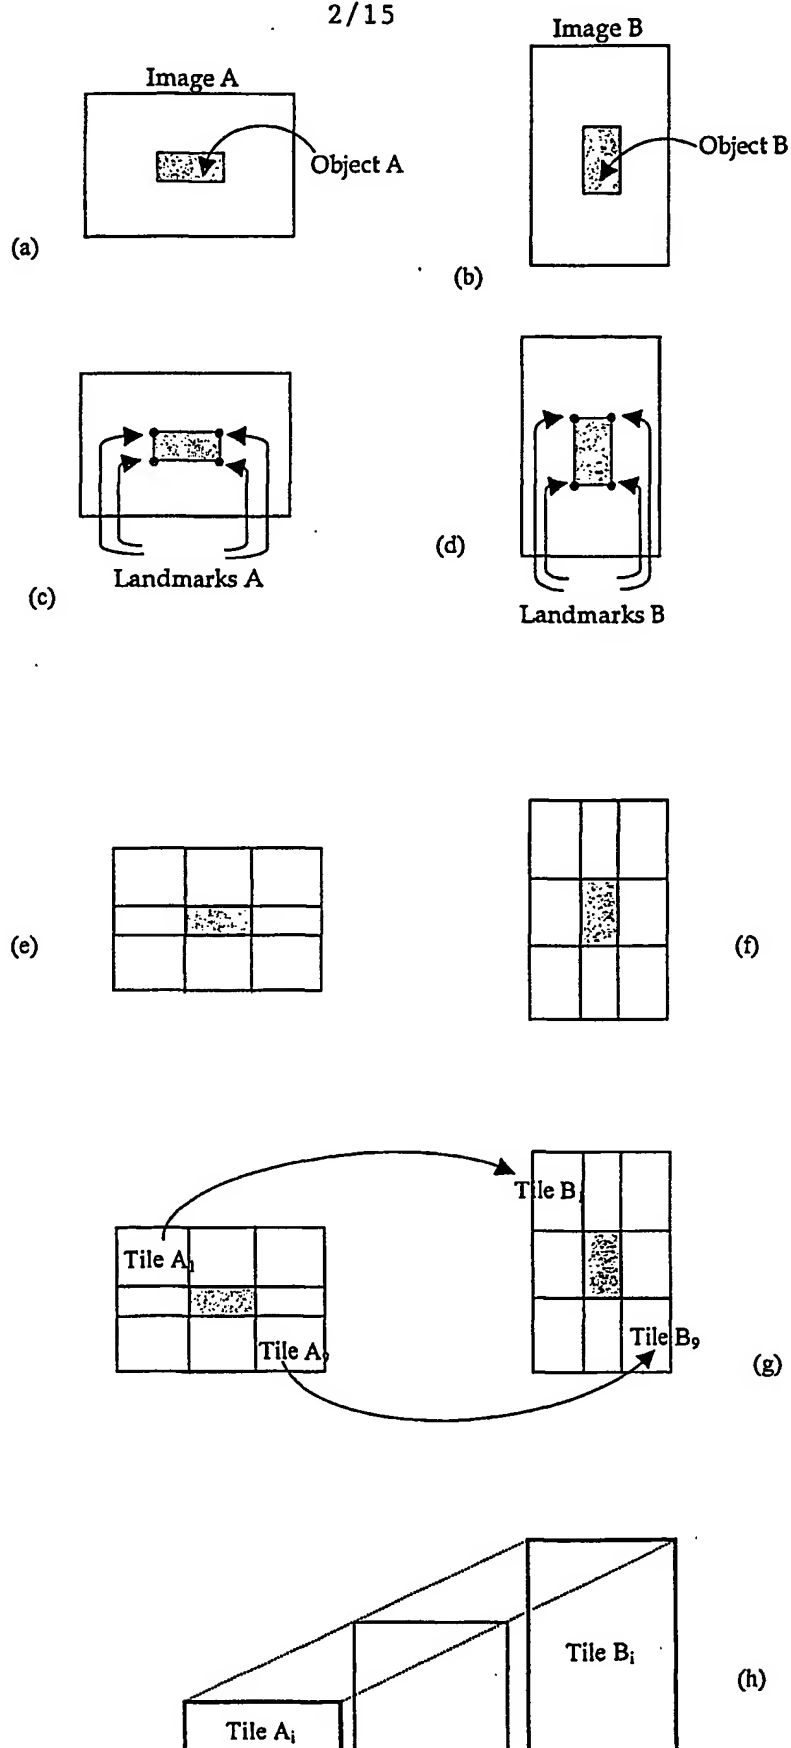 2/15
Image A
Image B
Object A
Object B
(a)
(b)
Landmarks A
(c)
(d)
Landmarks B
(e)
(f)
Tile B₁
Tile A₁
Tile B₉
Tile A₉
(g)
Tile Bᵢ
(h)
Tile Aᵢ